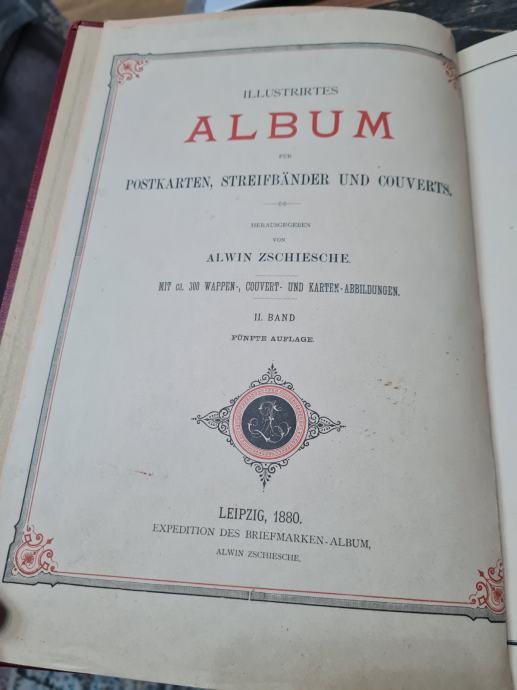 ILLUSTRIRTES
ALBUM
FÜR
POSTKARTEN, STREIFBÄNDER UND COUVERTS.
HERAUSGEGEBEN
VON
ALWIN ZSCHIESCHE.
MIT ca. 300 WAPPEN-, COUVERT- UND KARTEN-ABBILDUNGEN.
II. BAND
FÜNFTE AUFLAGE.
LEIPZIG, 1880.
EXPEDITION DES BRIEFMARKEN-ALBUM,
ALWIN ZSCHIESCHE,